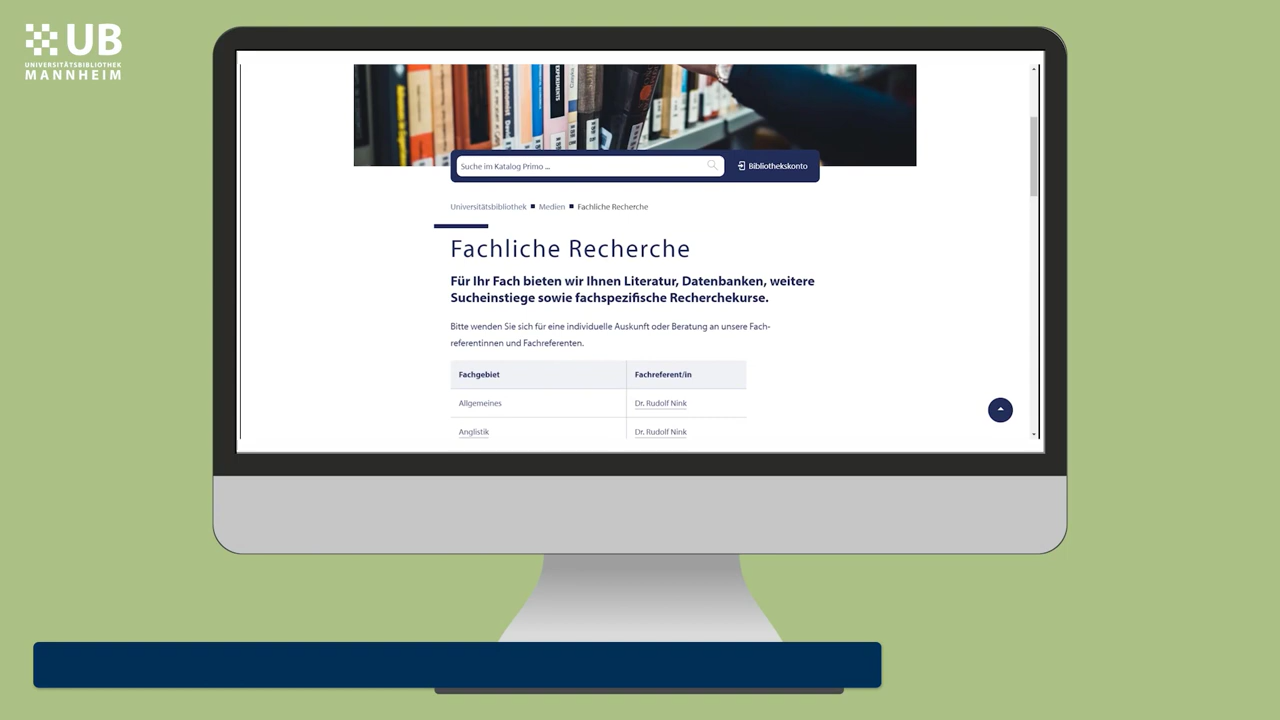 UB
UNIVERSITÄTSBIBLIOTHEK
MANNHEIM
EXPERIMENTS
Suche im Katalog Primo ...
Bibliothekskonto
Universitätsbibliothek ■ Medien ■ Fachliche Recherche
Fachliche Recherche
Für Ihr Fach bieten wir Ihnen Literatur, Datenbanken, weitere
Sucheinstiege sowie fachspezifische Recherchekurse.
Bitte wenden Sie sich für eine individuelle Auskunft oder Beratung an unsere Fach-
referentinnen und Fachreferenten.
Fachgebiet Fachreferent/in
Allgemeines Dr. Rudolf Nink
Anglistik Dr. Rudolf Nink